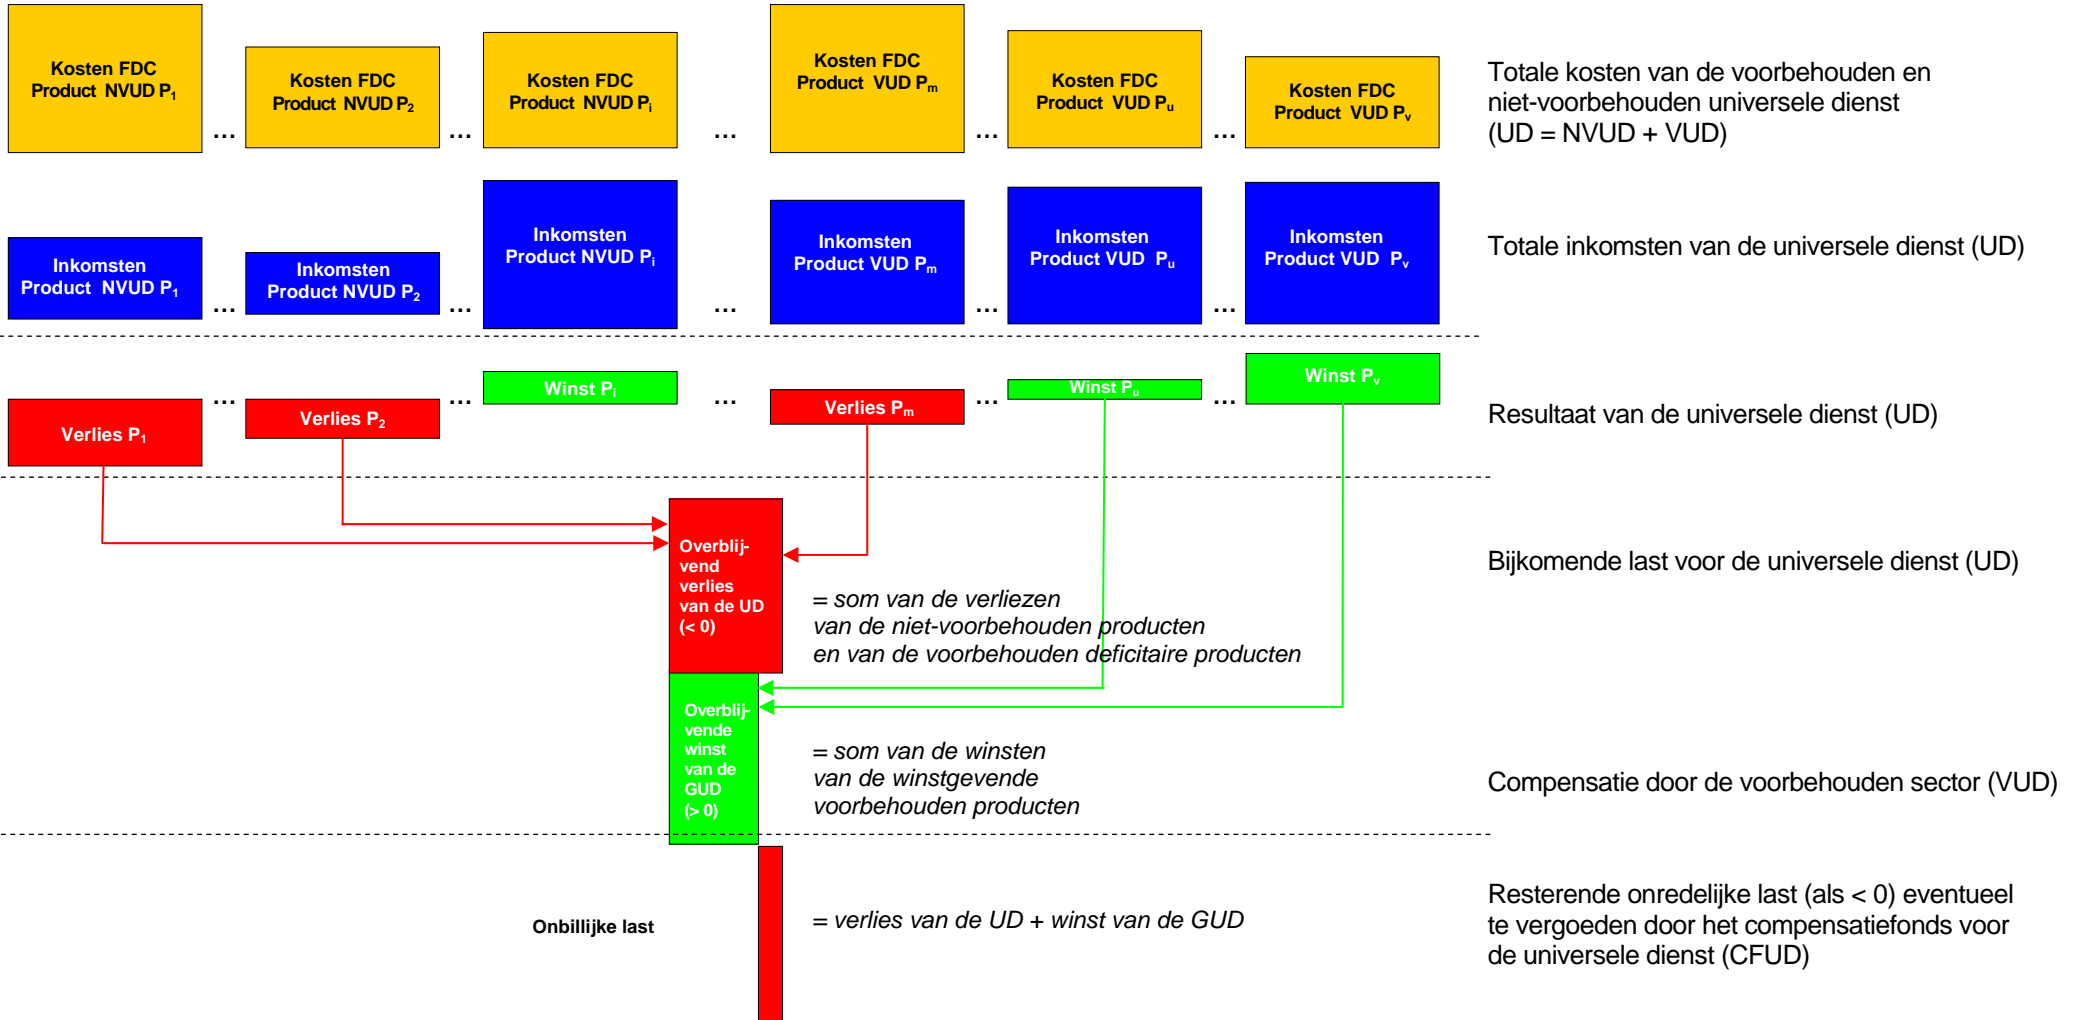 Kosten FDC
Product NVUD P₁
Kosten FDC
Product NVUD P₂
Kosten FDC
Product NVUD Pᵢ
Kosten FDC
Product VUD Pₘ
Kosten FDC
Product VUD Pᵤ
Kosten FDC
Product VUD Pᵥ
... ... ... ... ...
Totale kosten van de voorbehouden en
niet-voorbehouden universele dienst
(UD = NVUD + VUD)
Inkomsten
Product NVUD P₁
Inkomsten
Product NVUD P₂
Inkomsten
Product NVUD Pᵢ
Inkomsten
Product VUD Pₘ
Inkomsten
Product VUD Pᵤ
Inkomsten
Product VUD Pᵥ
... ... ... ... ...
Totale inkomsten van de universele dienst (UD)
Verlies P₁
Verlies P₂
Winst Pᵢ
Verlies Pₘ
Winst Pᵤ
Winst Pᵥ
... ... ... ... ...
Resultaat van de universele dienst (UD)
Overblij-
vend
verlies
van de UD
(< 0)
= som van de verliezen
van de niet-voorbehouden producten
en van de voorbehouden deficitaire producten
Bijkomende last voor de universele dienst (UD)
Overblij-
vende
winst
van de
GUD
(> 0)
= som van de winsten
van de winstgevende
voorbehouden producten
Compensatie door de voorbehouden sector (VUD)
Onbillijke last
= verlies van de UD + winst van de GUD
Resterende onredelijke last (als < 0) eventueel
te vergoeden door het compensatiefonds voor
de universele dienst (CFUD)